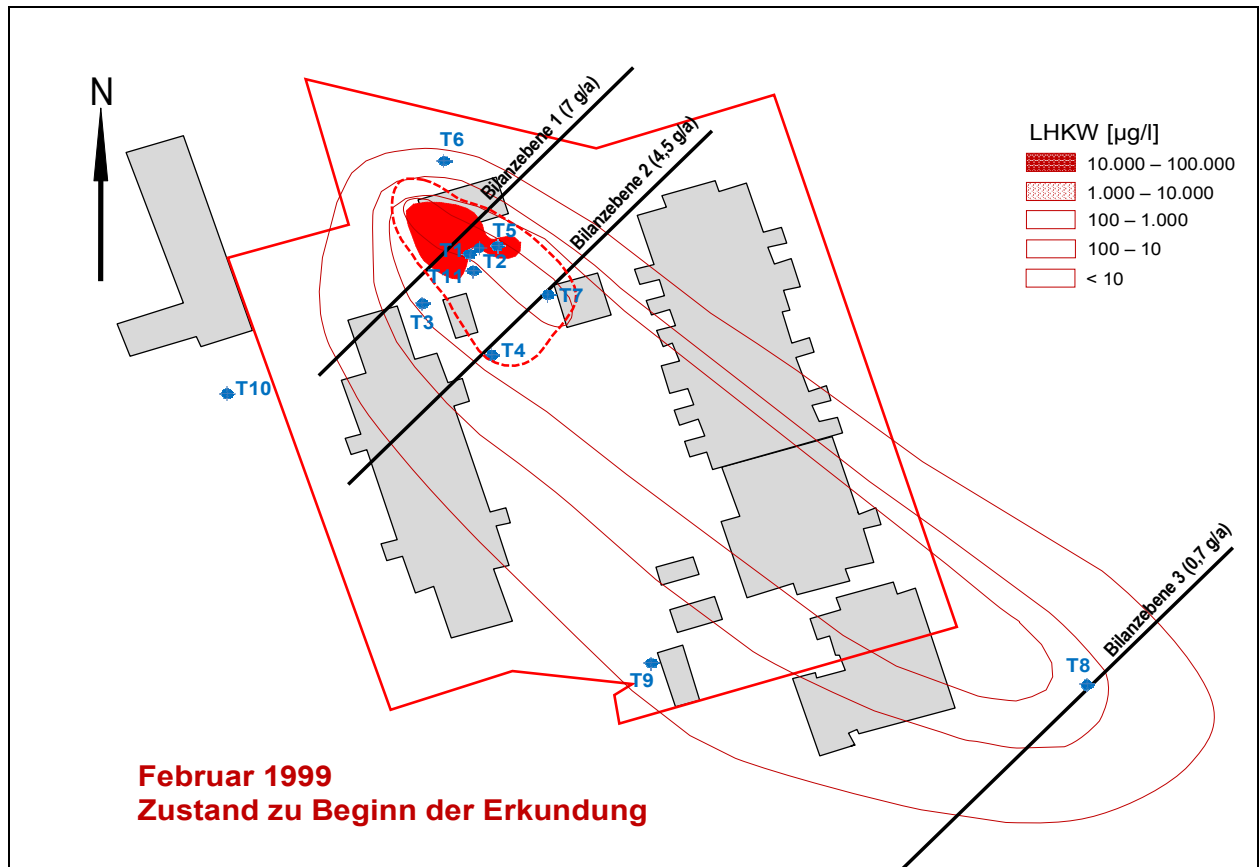 N
T6
Bilanzebene 1 (7 g/a)
Bilanzebene 2 (4,5 g/a)
LHKW [µg/l]
10.000 – 100.000
1.000 – 10.000
100 – 1.000
100 – 10
< 10
T5
T1
T2
T11
T7
T3
T4
T10
Bilanzebene 3 (0,7 g/a)
T8
T9
Februar 1999
Zustand zu Beginn der Erkundung